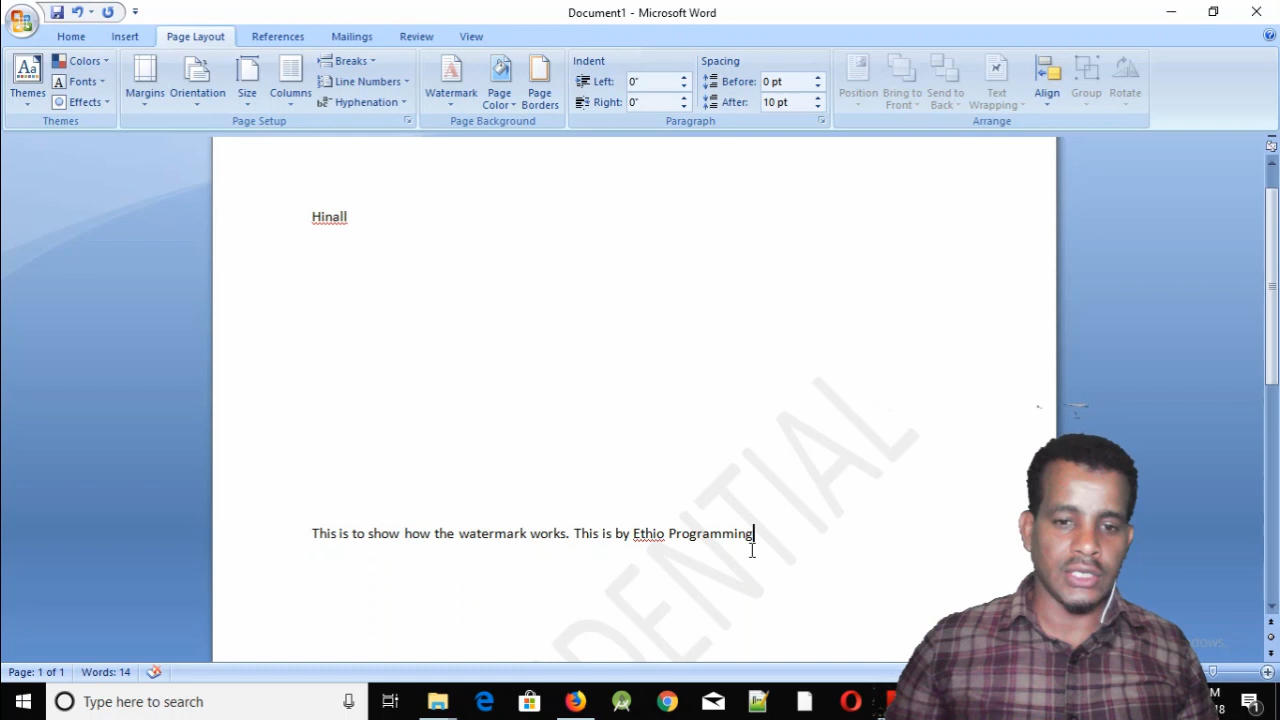 Document1 - Microsoft Word
Home Insert Page Layout References Mailings Review View
Themes
Colors
Fonts
Effects
Themes
Margins
Orientation
Size
Columns
Breaks
Line Numbers
Hyphenation
Page Setup
Watermark
Page Color
Page Borders
Page Background
Indent
Left: 0"
Right: 0"
Spacing
Before: 0 pt
After: 10 pt
Paragraph
Position
Bring to Front
Send to Back
Text Wrapping
Align
Group
Rotate
Arrange
Hinall
This is to show how the watermark works. This is by Ethio Programming
DENTIAL
Page: 1 of 1 Words: 14
Type here to search